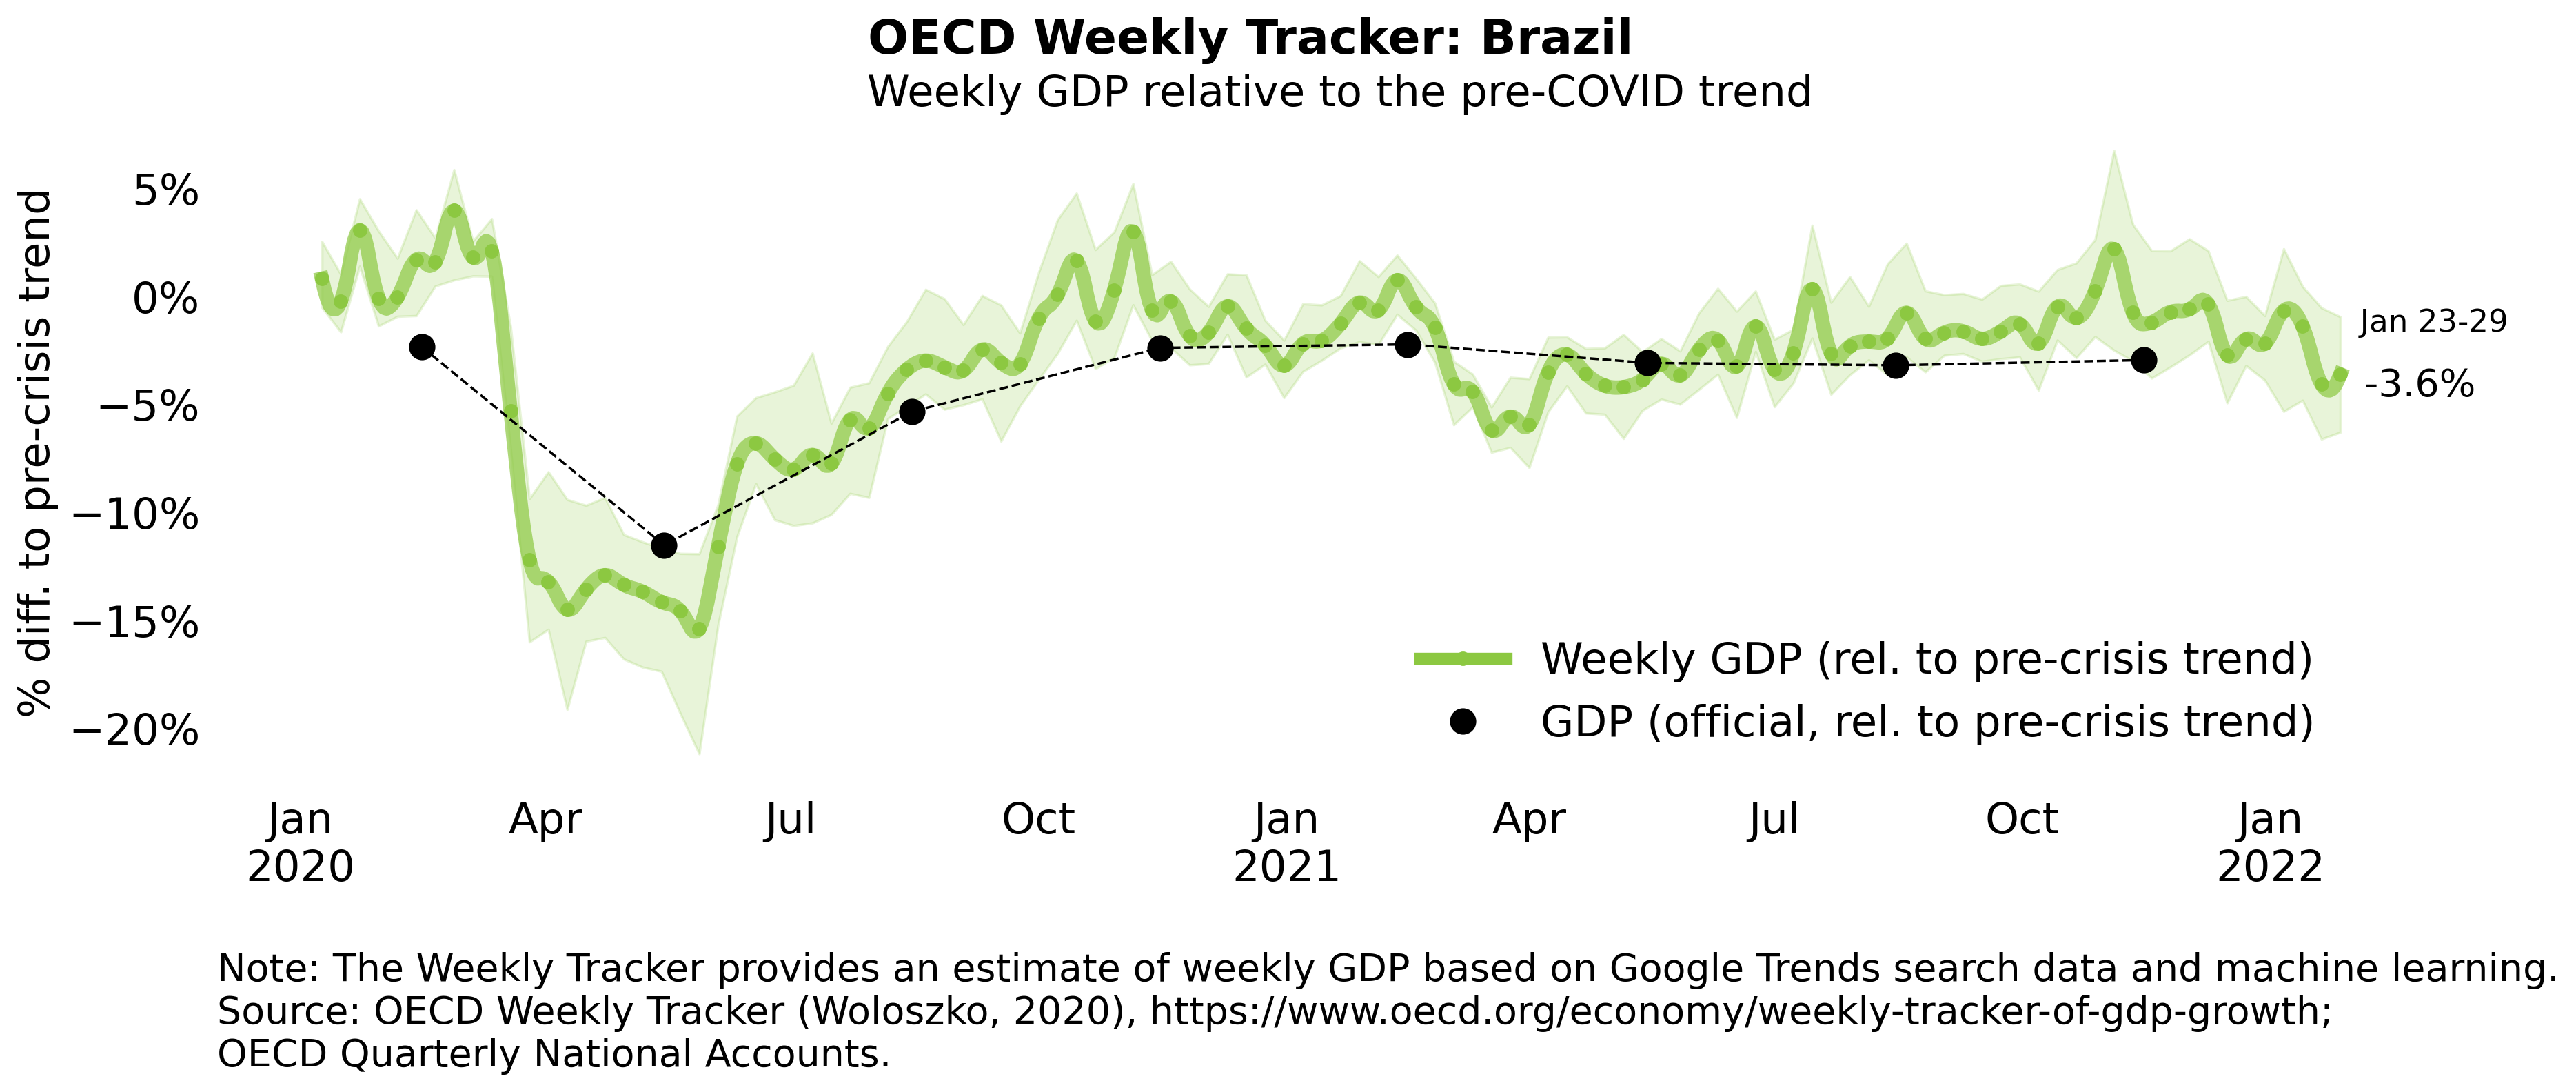 OECD Weekly Tracker: Brazil
Weekly GDP relative to the pre-COVID trend
% diff. to pre-crisis trend
5%
0%
−5%
−10%
−15%
−20%
Jan 23-29
-3.6%
Weekly GDP (rel. to pre-crisis trend)
GDP (official, rel. to pre-crisis trend)
Jan Apr Jul Oct Jan Apr Jul Oct Jan
2020 2021 2022
Note: The Weekly Tracker provides an estimate of weekly GDP based on Google Trends search data and machine learning.
Source: OECD Weekly Tracker (Woloszko, 2020), https://www.oecd.org/economy/weekly-tracker-of-gdp-growth;
OECD Quarterly National Accounts.